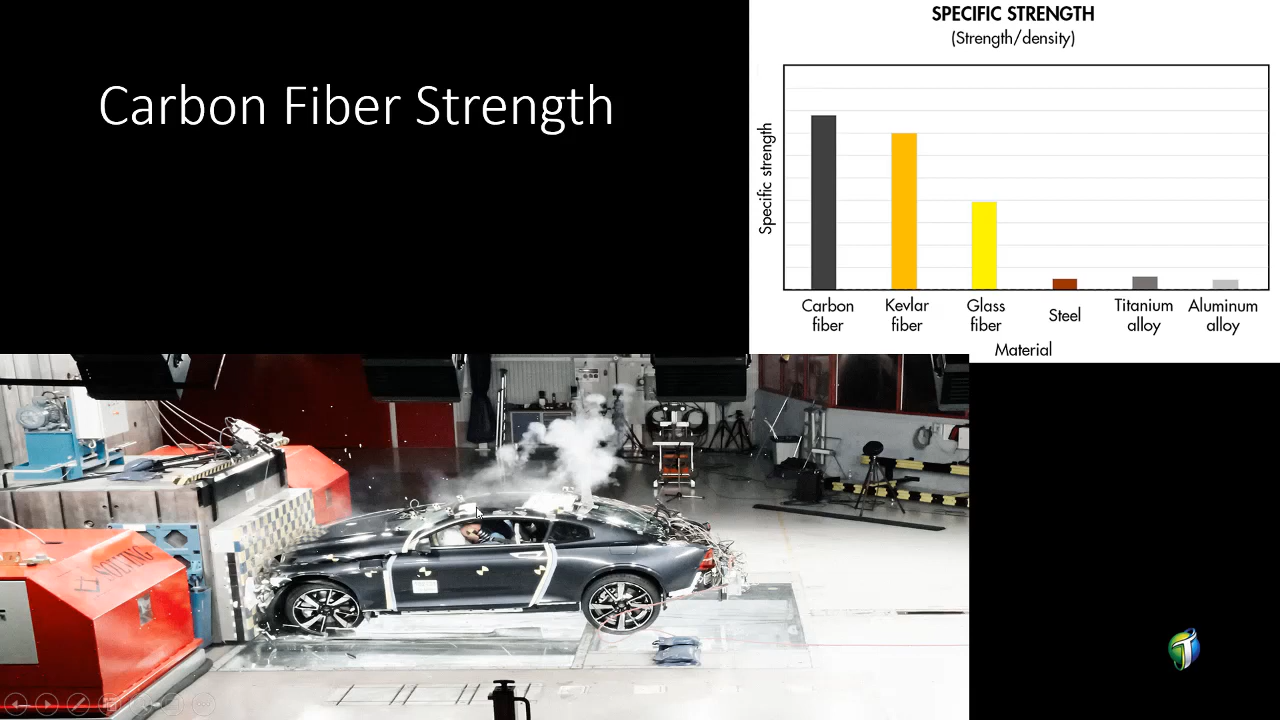 Carbon Fiber Strength
SPECIFIC STRENGTH
(Strength/density)
Specific strength
Carbon
fiber
Kevlar
fiber
Glass
fiber
Steel
Titanium
alloy
Aluminum
alloy
Material